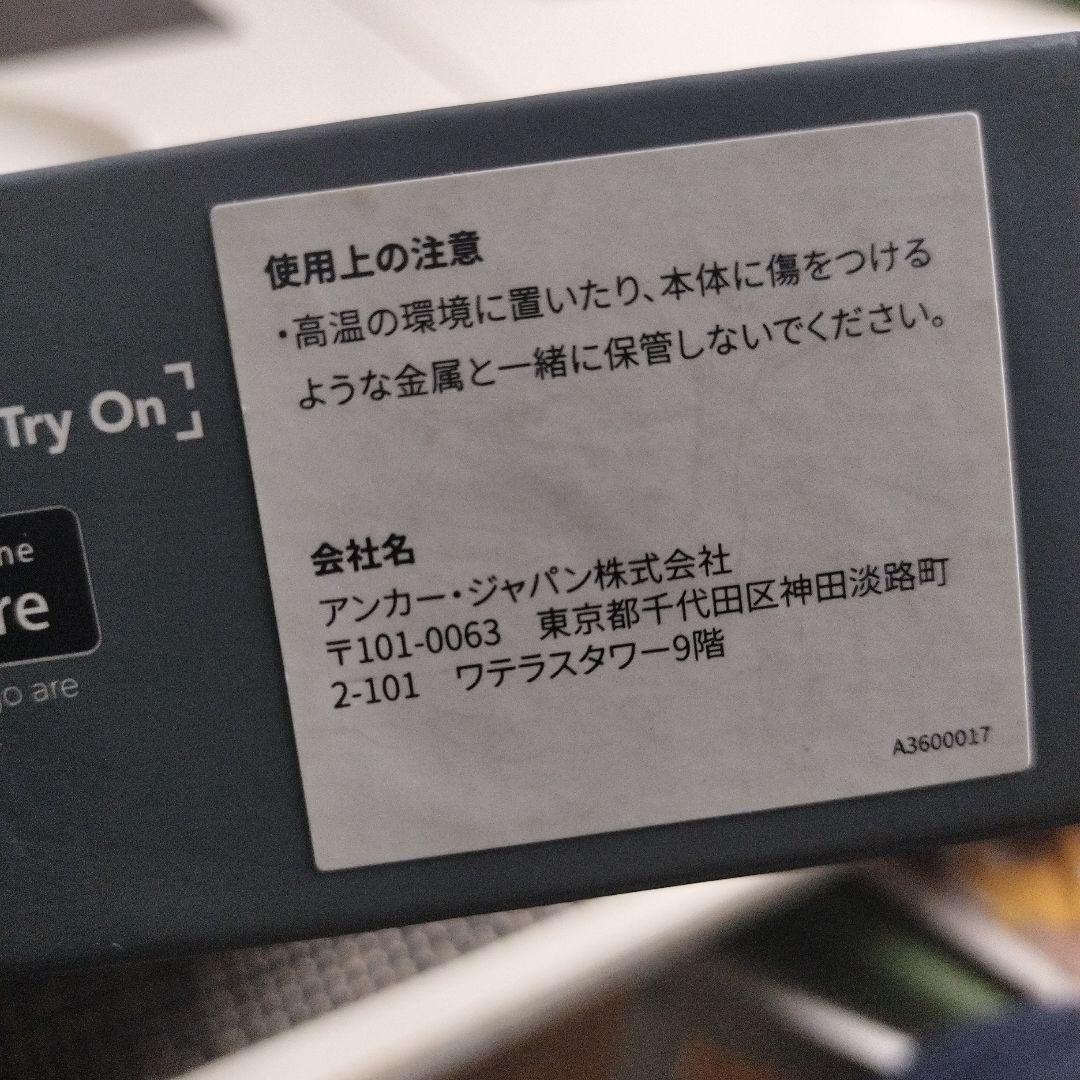 使用上の注意
・高温の環境に置いたり、本体に傷をつける
ような金属と一緒に保管しないでください。
Try On
会社名
アンカー・ジャパン株式会社
〒101-0063 東京都千代田区神田淡路町
2-101 ワテラスタワー9階
A3600017
are